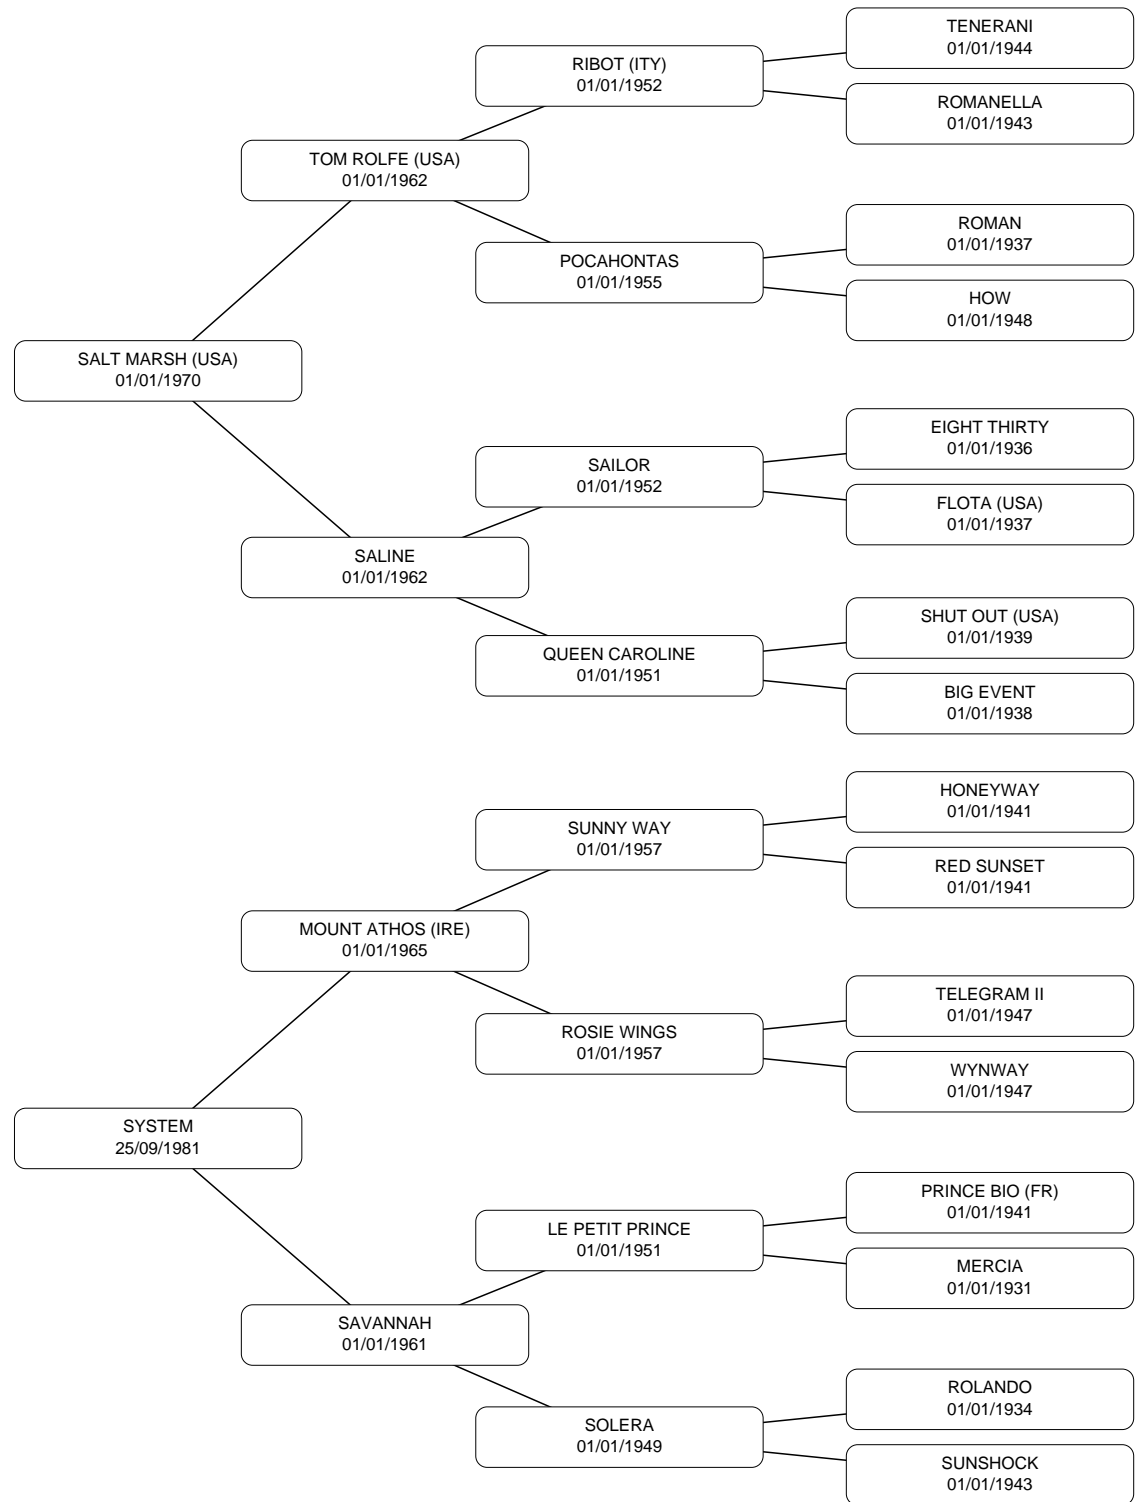 TENERANI
01/01/1944
RIBOT (ITY)
01/01/1952
ROMANELLA
01/01/1943
TOM ROLFE (USA)
01/01/1962
ROMAN
01/01/1937
POCAHONTAS
01/01/1955
HOW
01/01/1948
SALT MARSH (USA)
01/01/1970
EIGHT THIRTY
01/01/1936
SAILOR
01/01/1952
FLOTA (USA)
01/01/1937
SALINE
01/01/1962
SHUT OUT (USA)
01/01/1939
QUEEN CAROLINE
01/01/1951
BIG EVENT
01/01/1938
HONEYWAY
01/01/1941
SUNNY WAY
01/01/1957
RED SUNSET
01/01/1941
MOUNT ATHOS (IRE)
01/01/1965
TELEGRAM II
01/01/1947
ROSIE WINGS
01/01/1957
WYNWAY
01/01/1947
SYSTEM
25/09/1981
PRINCE BIO (FR)
01/01/1941
LE PETIT PRINCE
01/01/1951
MERCIA
01/01/1931
SAVANNAH
01/01/1961
ROLANDO
01/01/1934
SOLERA
01/01/1949
SUNSHOCK
01/01/1943